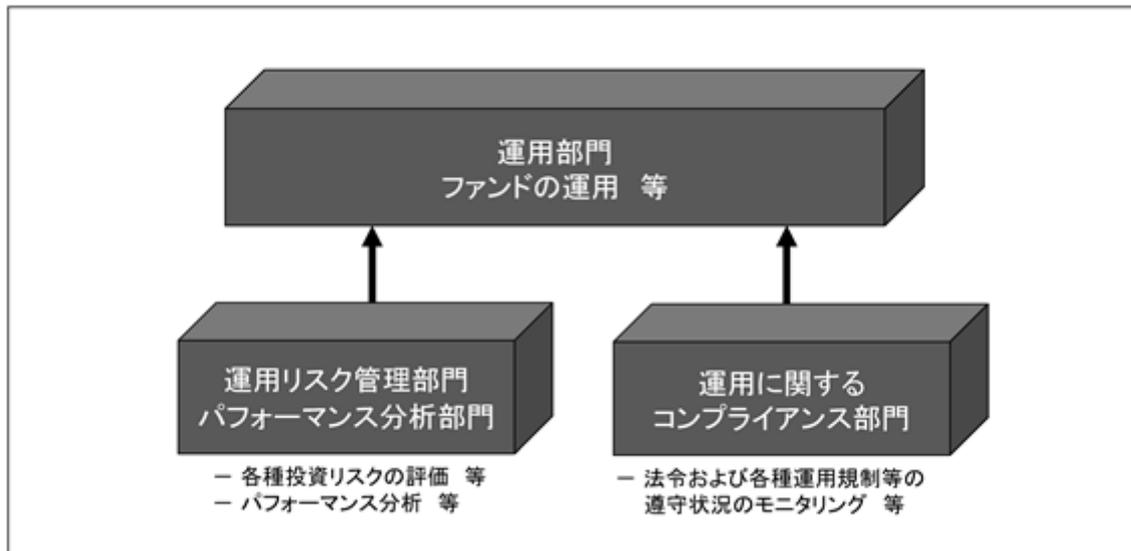 運用部門
ファンドの運用 等
運用リスク管理部門
パフォーマンス分析部門
運用に関する
コンプライアンス部門
－ 各種投資リスクの評価 等
－ パフォーマンス分析 等
－ 法令および各種運用規制等の
遵守状況のモニタリング 等